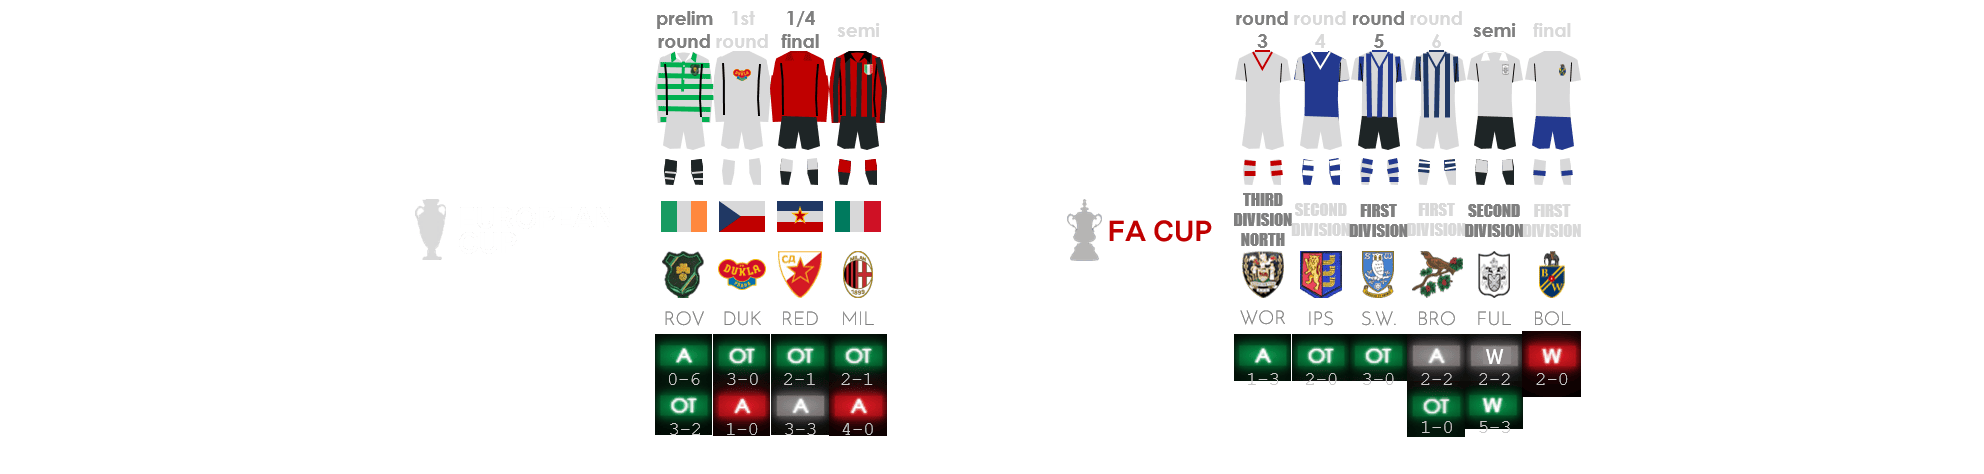 prelim 1st 1/4 semi
round round final
round round round round semi final
3 4 5 6
FA CUP
THIRD DIVISION NORTH
SECOND DIVISION
FIRST DIVISION
FIRST DIVISION
SECOND DIVISION
FIRST DIVISION
DUKLA
СД
ROV DUK RED MIL
WOR IPS S.W. BRO FUL BOL
A OT OT OT
0-6 3-0 2-1 2-1
OT A A A
3-2 1-0 3-3 4-0
A OT OT A W W
1-3 2-0 3-0 2-2 2-2 2-0
OT W
1-0 5-3